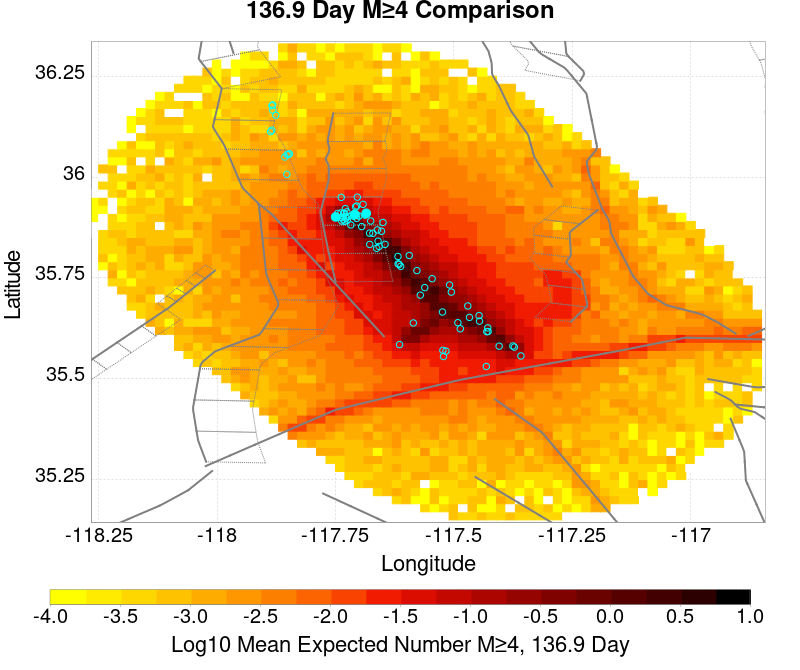 136.9 Day M≥4 Comparison
36.25
36
35.75
35.5
35.25
Latitude
-118.25 -118 -117.75 -117.5 -117.25 -117
Longitude
-4.0 -3.5 -3.0 -2.5 -2.0 -1.5 -1.0 -0.5 0.0 0.5 1.0
Log10 Mean Expected Number M≥4, 136.9 Day